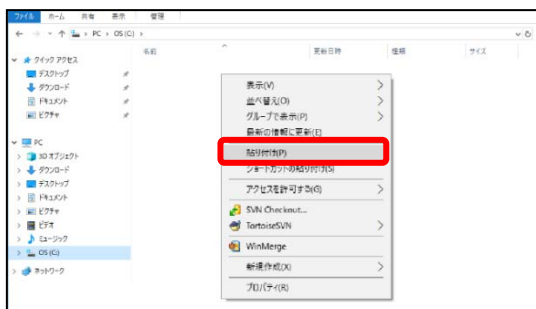 ファイル ホーム 共有 表示 管理
PC > OS (C:) >
名前 更新日時 種類 サイズ
クイック アクセス
デスクトップ
ダウンロード
ドキュメント
ピクチャ
PC
3D オブジェクト
ダウンロード
デスクトップ
ドキュメント
ピクチャ
ビデオ
ミュージック
OS (C:)
ネットワーク
表示(V)
並べ替え(O)
グループで表示(P)
最新の情報に更新(E)
貼り付け(P)
ショートカットの貼り付け(S)
アクセスを許可する(G)
SVN Checkout...
TortoiseSVN
WinMerge
新規作成(X)
プロパティ(R)